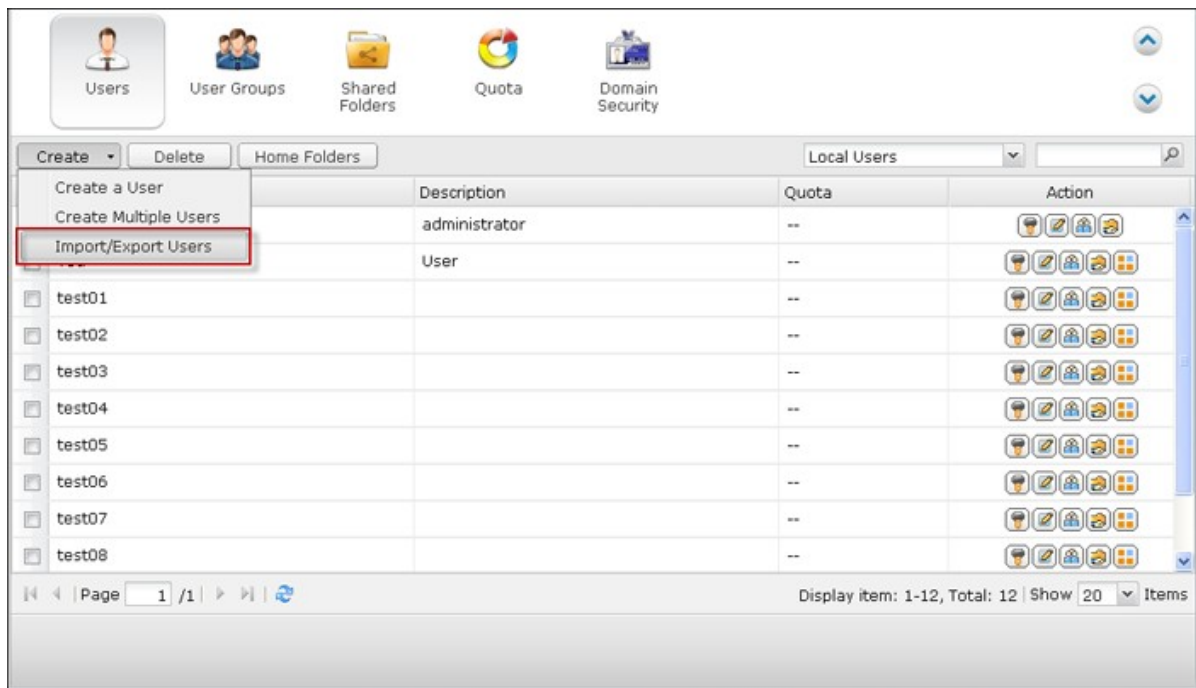 Users
User Groups
Shared
Folders
Quota
Domain
Security
Create
Delete
Home Folders
Local Users
Create a User
Create Multiple Users
Import/Export Users
Description
Quota
Action
administrator
--
User
--
test01
--
test02
--
test03
--
test04
--
test05
--
test06
--
test07
--
test08
--
Page 1 /1
Display item: 1-12, Total: 12 Show 20 Items